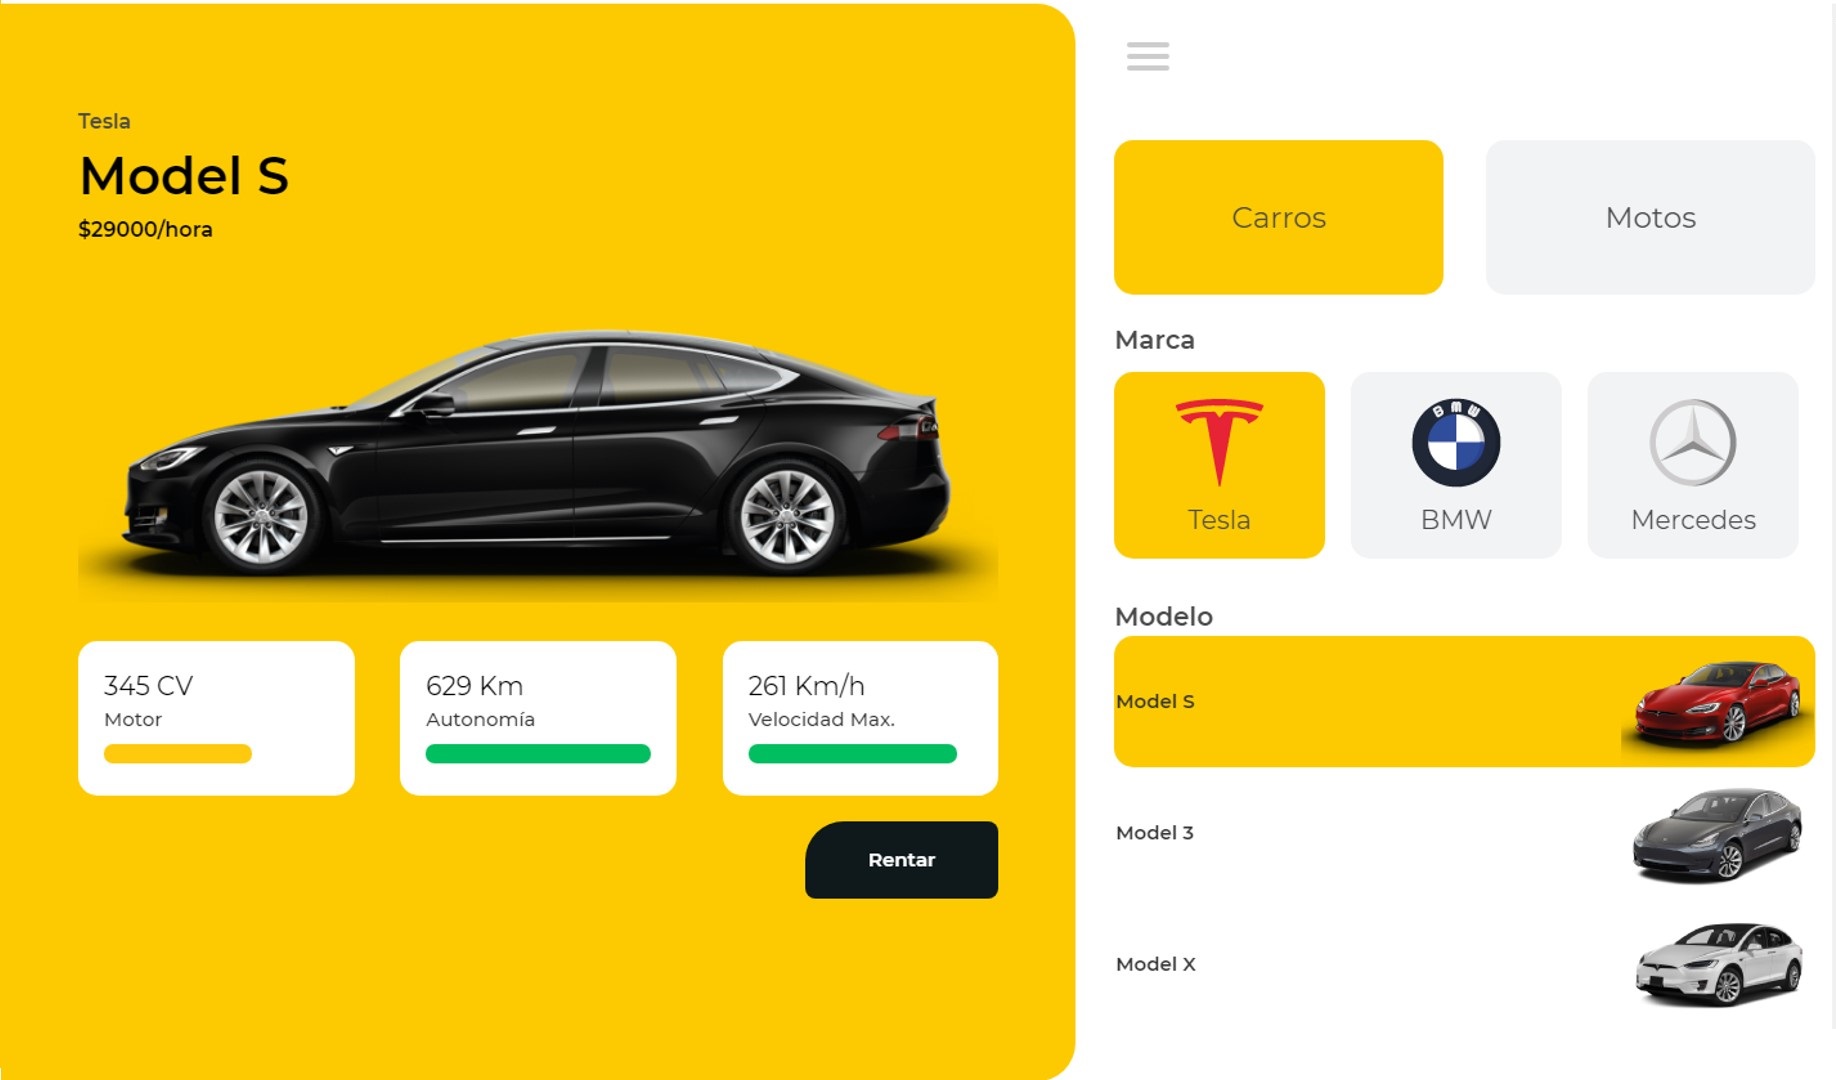 Tesla
Model S
$29000/hora
345 CV
Motor
629 Km
Autonomía
261 Km/h
Velocidad Max.
Rentar
Carros
Motos
Marca
BMW
Tesla
BMW
Mercedes
Modelo
Model S
Model 3
Model X